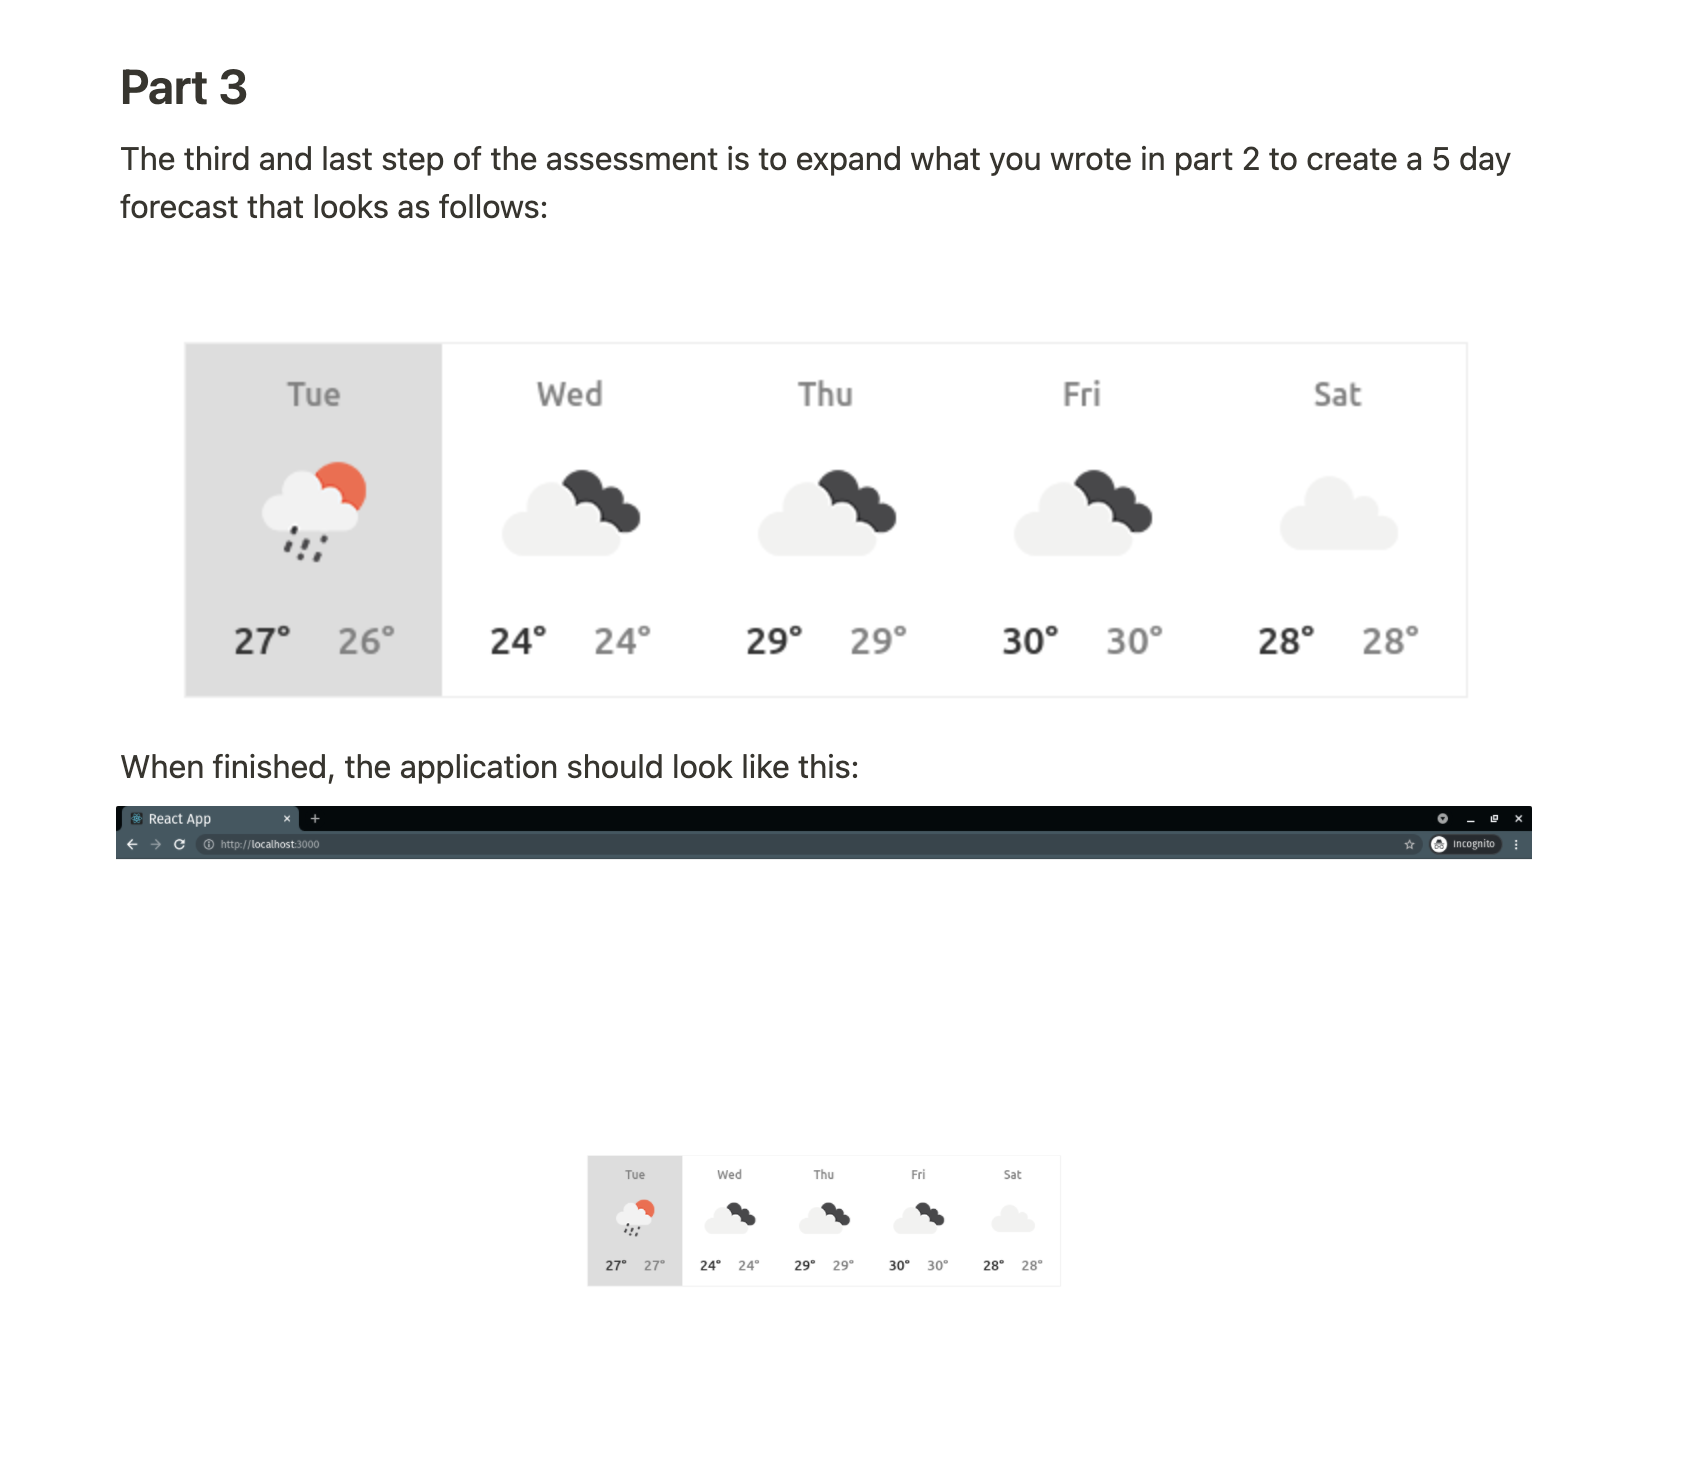 Part 3
The third and last step of the assessment is to expand what you wrote in part 2 to create a 5 day
forecast that looks as follows:
Tue Wed Thu Fri Sat
27° 26° 24° 24° 29° 29° 30° 30° 28° 28°
When finished, the application should look like this:
React App
http://localhost:3000 Incognito
Tue Wed Thu Fri Sat
27° 27° 24° 24° 29° 29° 30° 30° 28° 28°